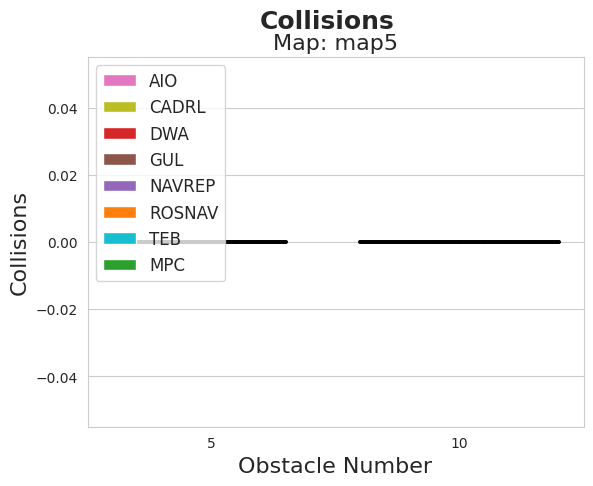 Collisions
Map: map5
AIO
CADRL
DWA
GUL
NAVREP
ROSNAV
TEB
MPC
0.04
0.02
0.00
−0.02
−0.04
Collisions
5
10
Obstacle Number